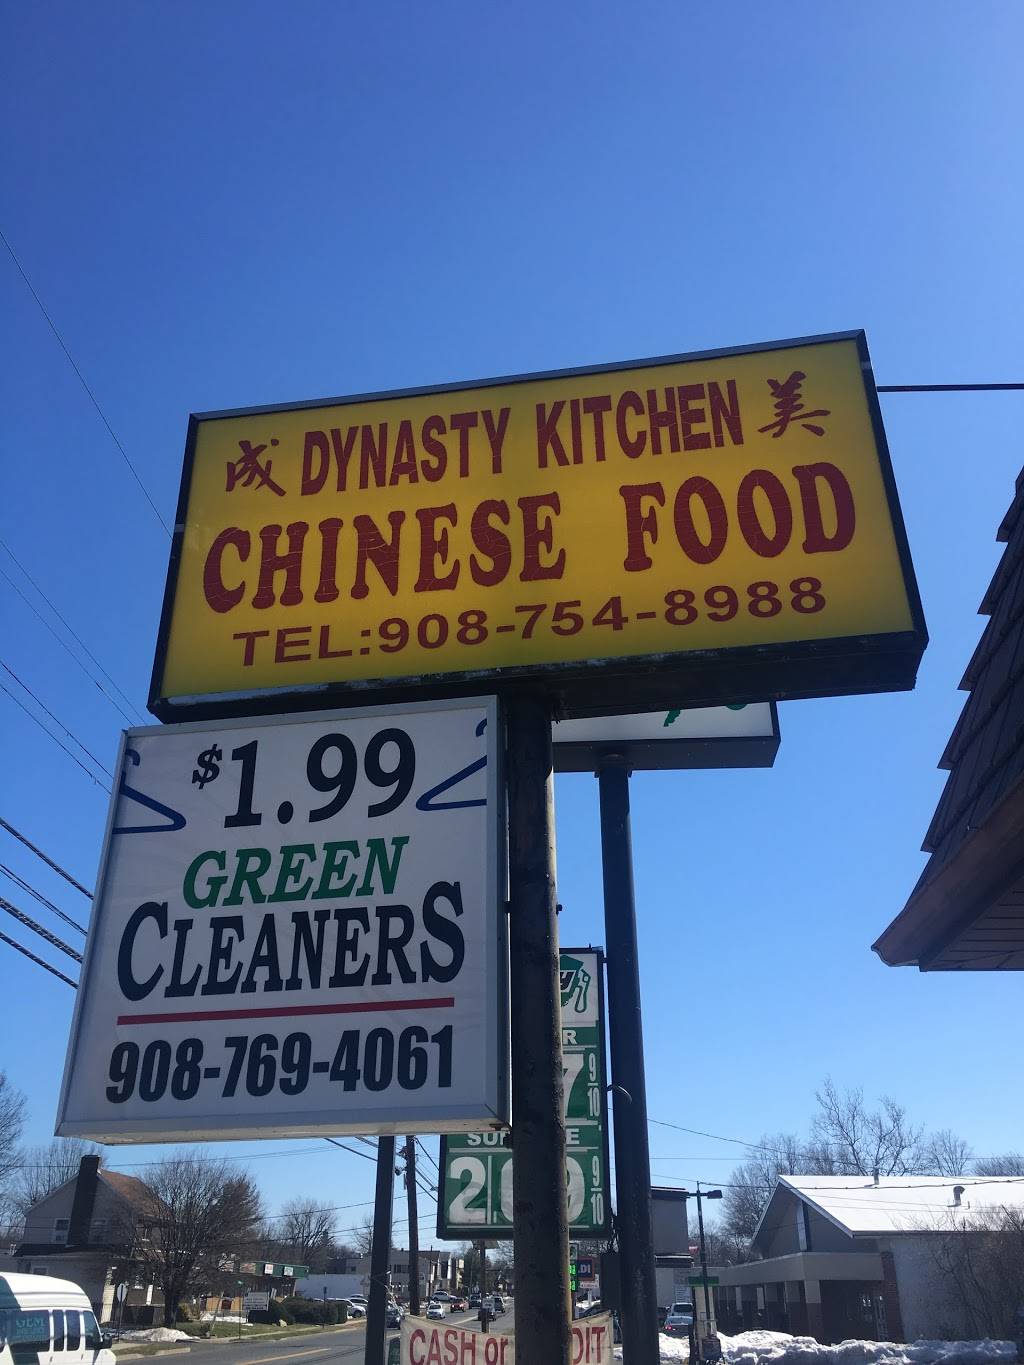 成 DYNASTY KITCHEN 美
CHINESE FOOD
TEL:908-754-8988
$1.99
GREEN
CLEANERS
908-769-4061
CASH or